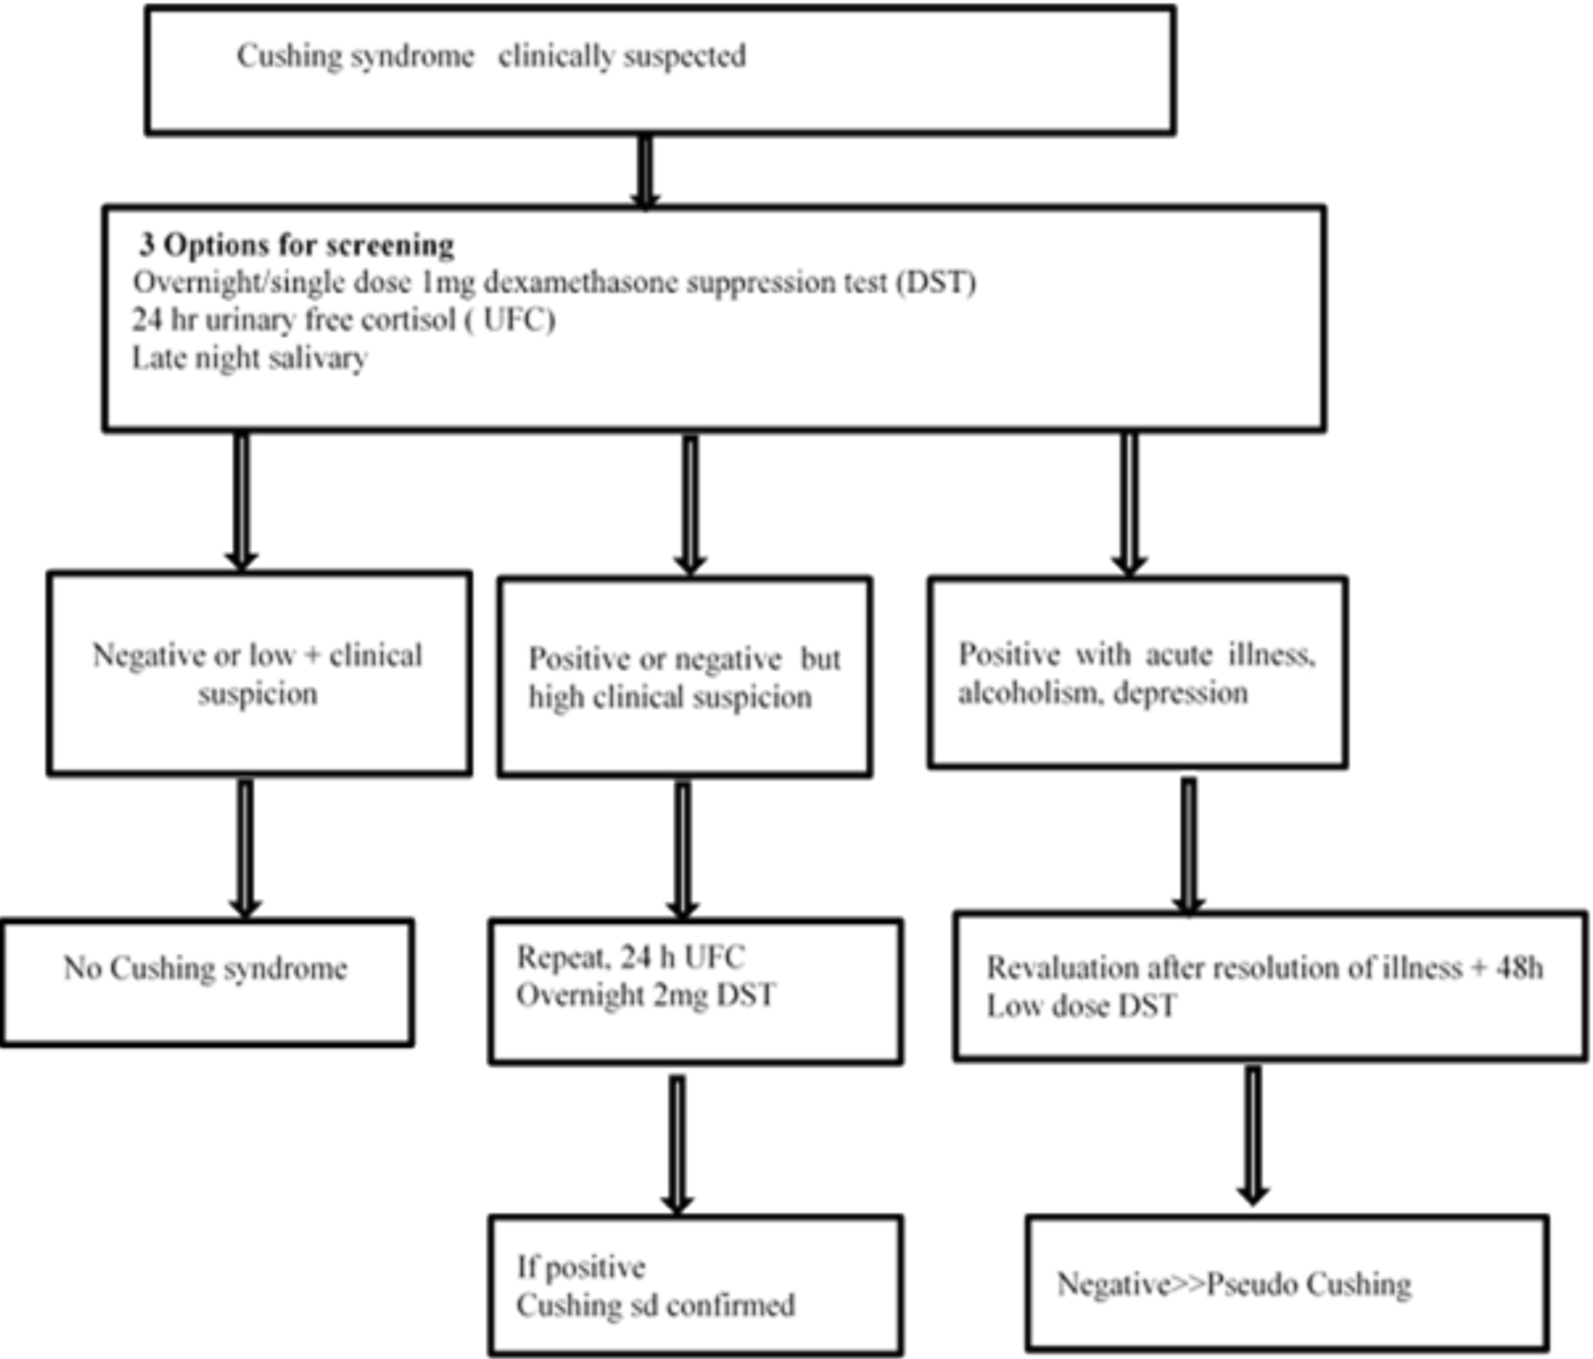 Cushing syndrome clinically suspected
3 Options for screening
Overnight/single dose 1mg dexamethasone suppression test (DST)
24 hr urinary free cortisol ( UFC)
Late night salivary
Negative or low + clinical
suspicion
Positive or negative but
high clinical suspicion
Positive with acute illness,
alcoholism, depression
No Cushing syndrome
Repeat, 24 h UFC
Overnight 2mg DST
Revaluation after resolution of illness + 48h
Low dose DST
If positive
Cushing sd confirmed
Negative>>Pseudo Cushing